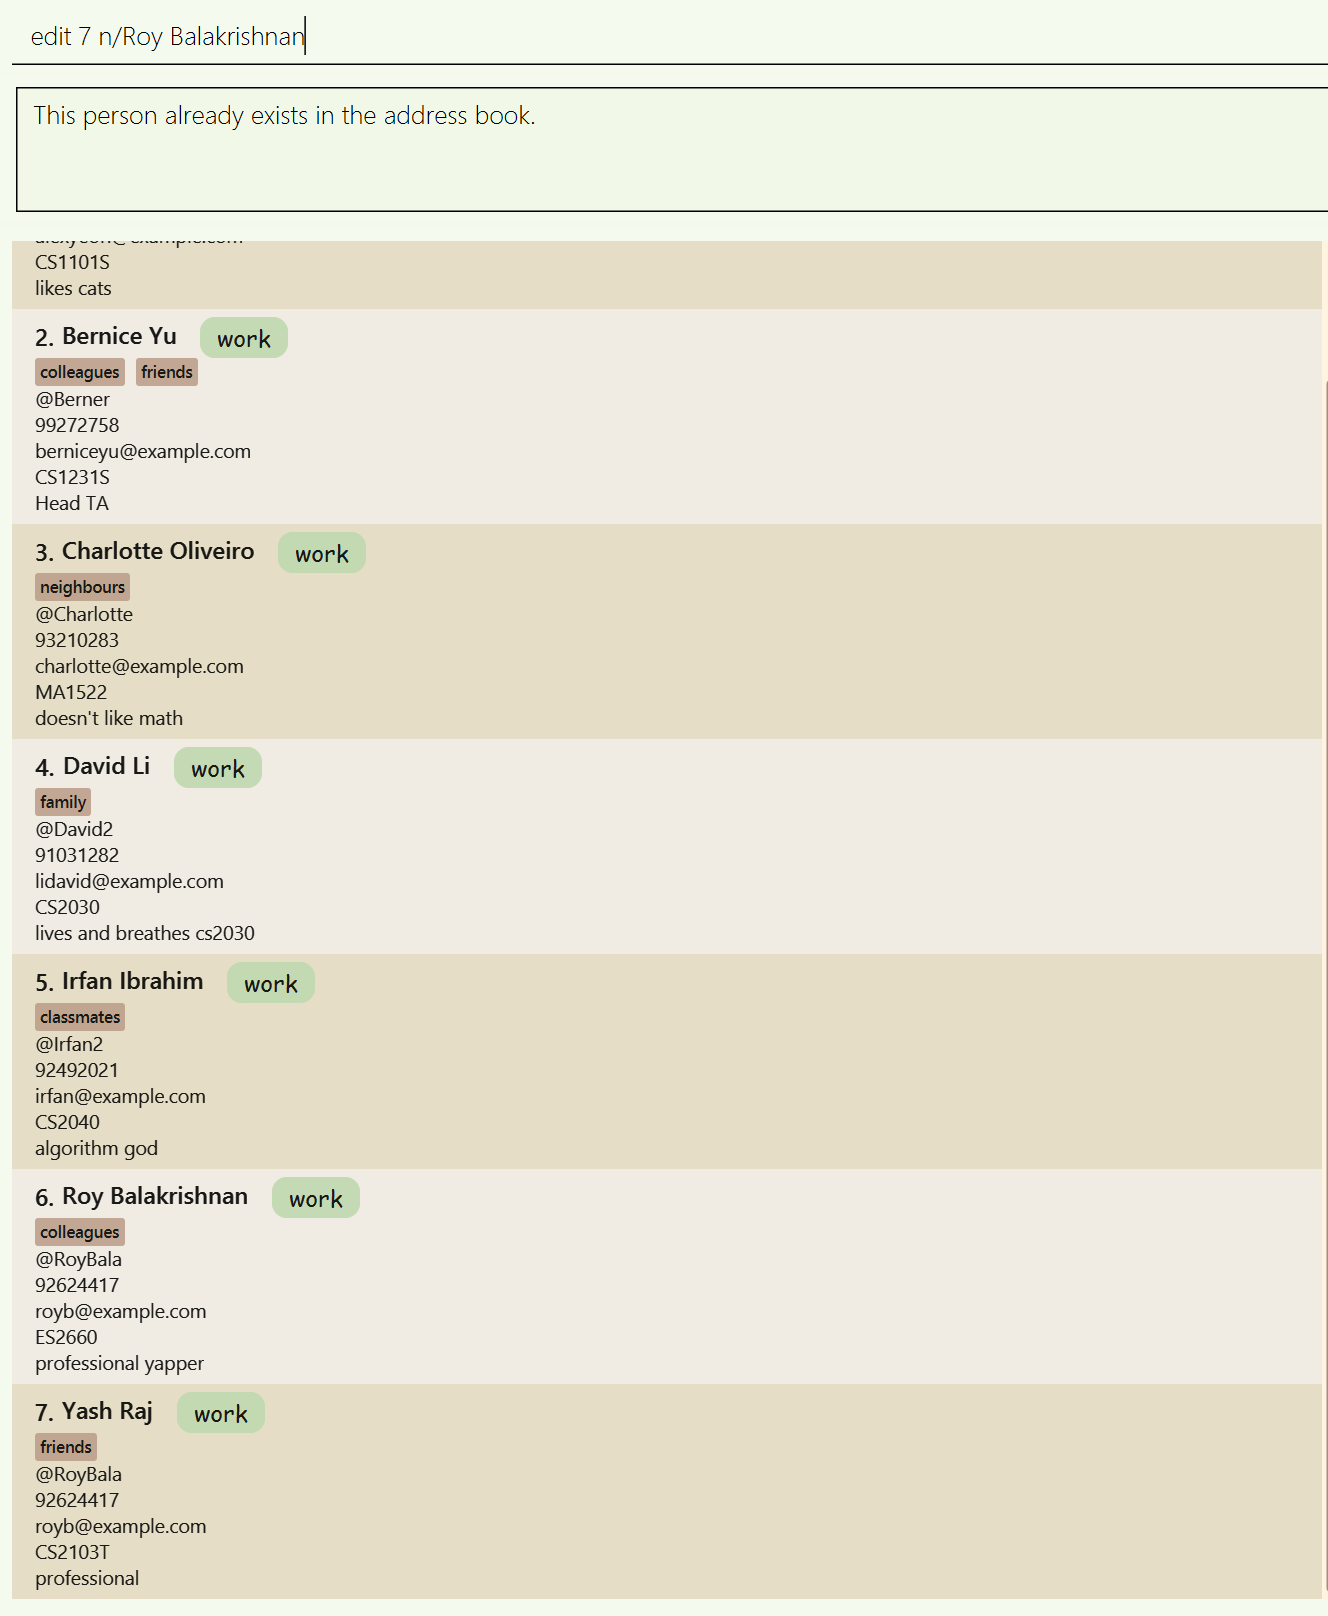 edit 7 n/Roy Balakrishnan
This person already exists in the address book.
CS1101S
likes cats
2. Bernice Yu work
colleagues friends
@Berner
99272758
berniceyu@example.com
CS1231S
Head TA
3. Charlotte Oliveiro work
neighbours
@Charlotte
93210283
charlotte@example.com
MA1522
doesn't like math
4. David Li work
family
@David2
91031282
lidavid@example.com
CS2030
lives and breathes cs2030
5. Irfan Ibrahim work
classmates
@Irfan2
92492021
irfan@example.com
CS2040
algorithm god
6. Roy Balakrishnan work
colleagues
@RoyBala
92624417
royb@example.com
ES2660
professional yapper
7. Yash Raj work
friends
@RoyBala
92624417
royb@example.com
CS2103T
professional